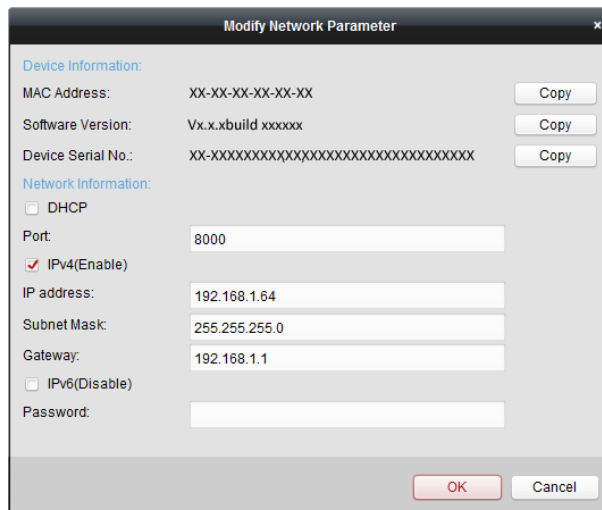 Modify Network Parameter ×
Device Information:
MAC Address: XX-XX-XX-XX-XX-XX Copy
Software Version: Vx.x.xbuild xxxxxx Copy
Device Serial No.: XX-XXXXXXXXXXXXXXXXXXXXXXXXXXXXXXXX Copy
Network Information:
DHCP
Port: 8000
IPv4(Enable)
IP address: 192.168.1.64
Subnet Mask: 255.255.255.0
Gateway: 192.168.1.1
IPv6(Disable)
Password:
OK Cancel